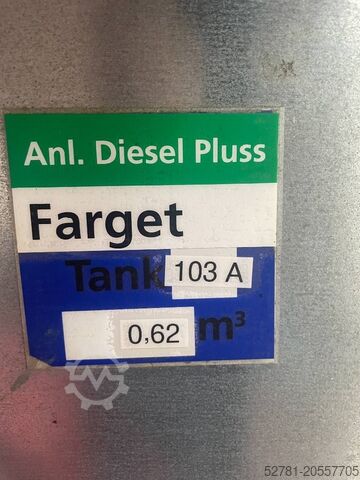 Anl. Diesel Pluss
Farget
Tank 103 A
0,62 m³
52781-20557705